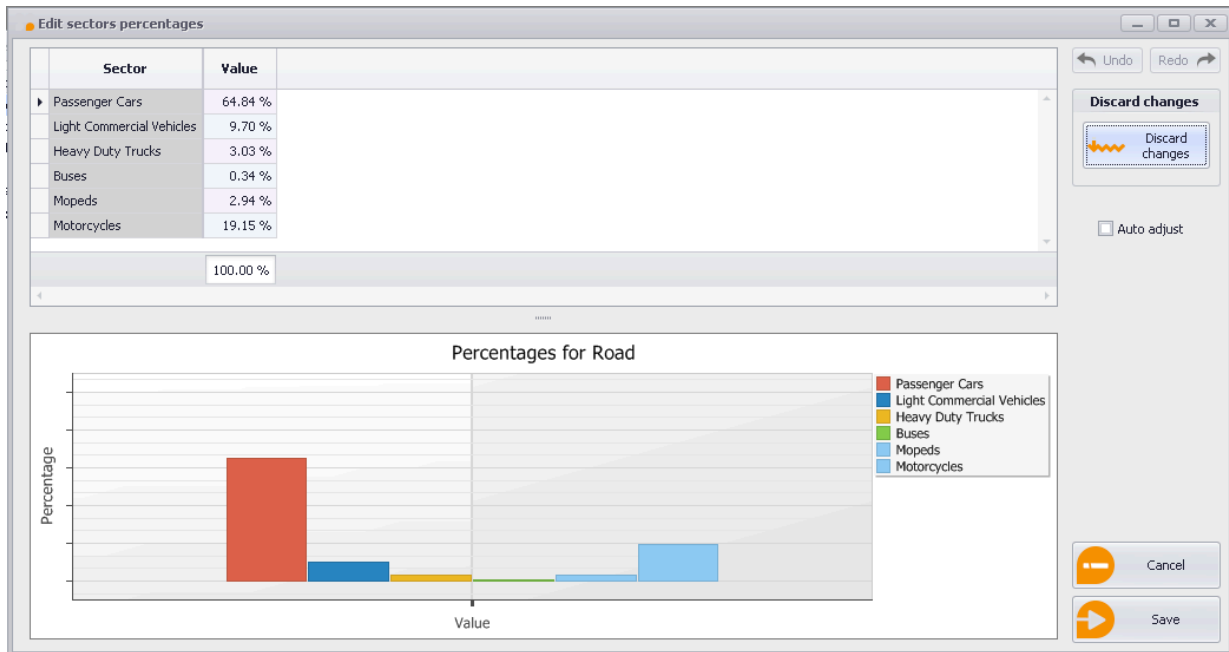 Edit sectors percentages
Sector Value
Passenger Cars 64.84 %
Light Commercial Vehicles 9.70 %
Heavy Duty Trucks 3.03 %
Buses 0.34 %
Mopeds 2.94 %
Motorcycles 19.15 %
100.00 %
Undo Redo
Discard changes
Discard
changes
Auto adjust
Percentages for Road
Percentage
Value
Passenger Cars
Light Commercial Vehicles
Heavy Duty Trucks
Buses
Mopeds
Motorcycles
Cancel
Save